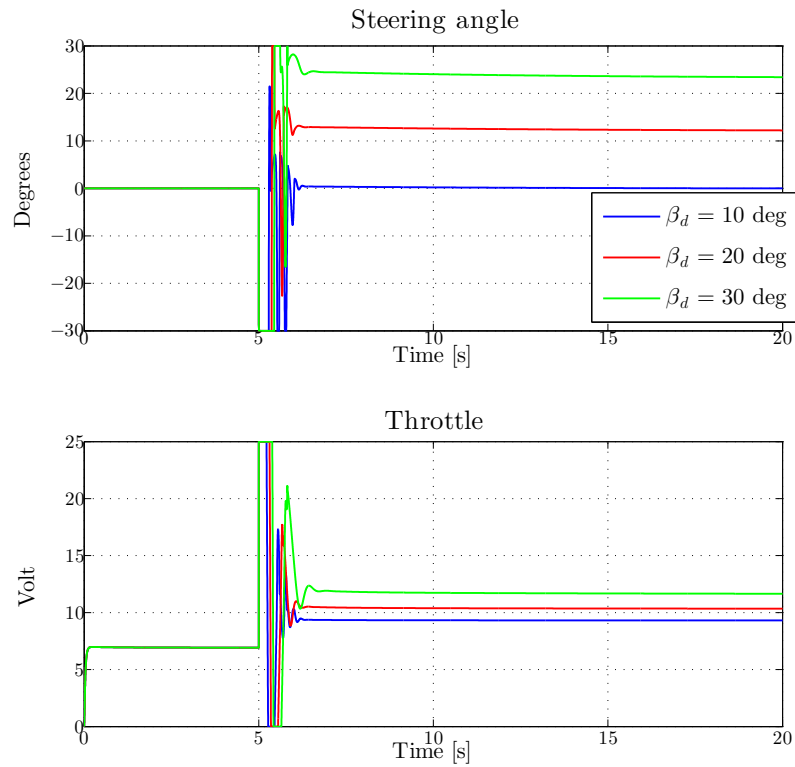 Steering angle
30
20
10
0
−10
−20
−30
Degrees
0 5 10 15 20
Time [s]
β_d = 10 deg
β_d = 20 deg
β_d = 30 deg
Throttle
25
20
15
10
5
0
Volt
0 5 10 15 20
Time [s]